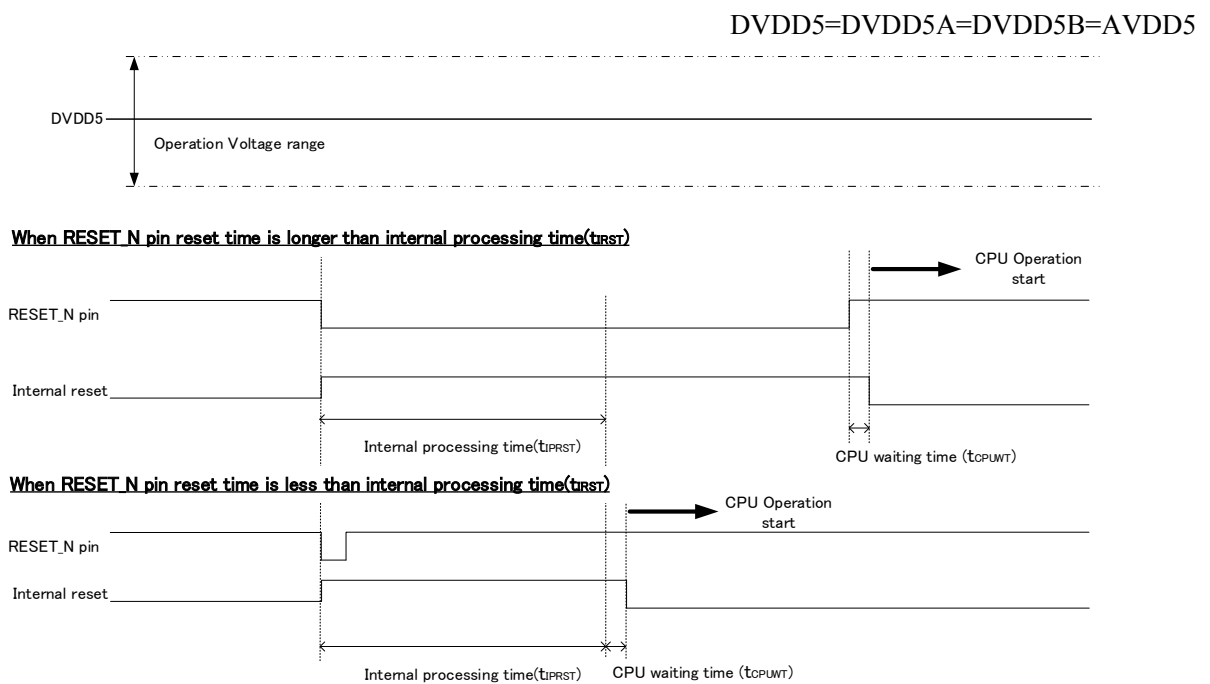 DVDD5=DVDD5A=DVDD5B=AVDD5
DVDD5
Operation Voltage range
When RESET_N pin reset time is longer than internal processing time(tIRST)
CPU Operation
start
RESET_N pin
Internal reset
Internal processing time(tIPRST)
CPU waiting time (tCPUWT)
When RESET_N pin reset time is less than internal processing time(tIRST)
CPU Operation
start
RESET_N pin
Internal reset
Internal processing time(tIPRST)
CPU waiting time (tCPUWT)